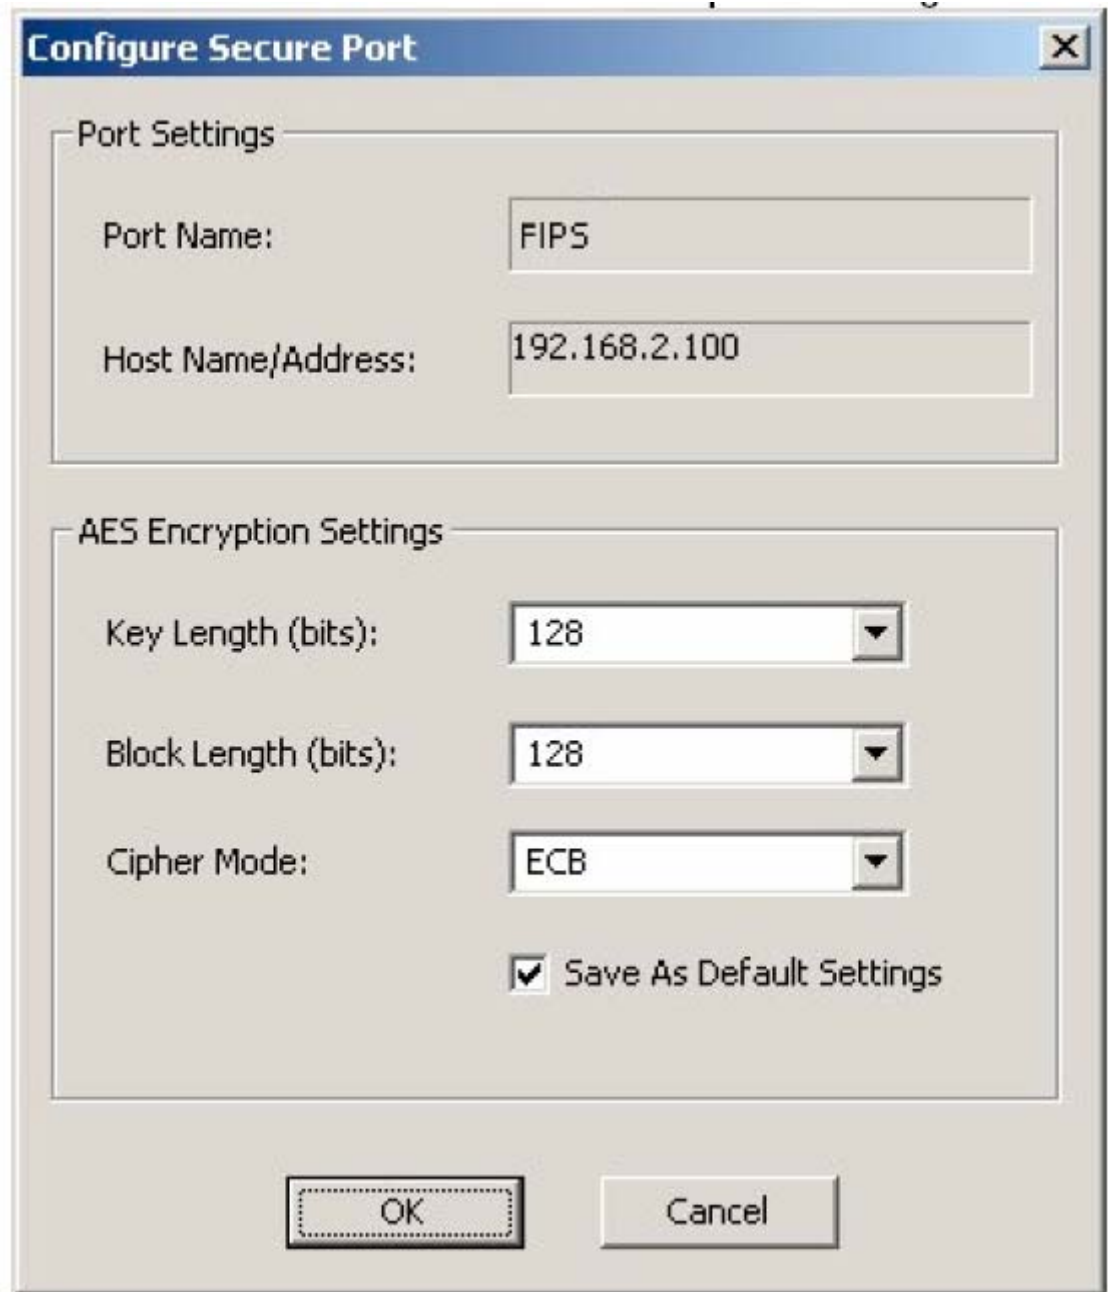 Configure Secure Port
Port Settings
Port Name: FIPS
Host Name/Address: 192.168.2.100
AES Encryption Settings
Key Length (bits): 128
Block Length (bits): 128
Cipher Mode: ECB
Save As Default Settings
OK Cancel